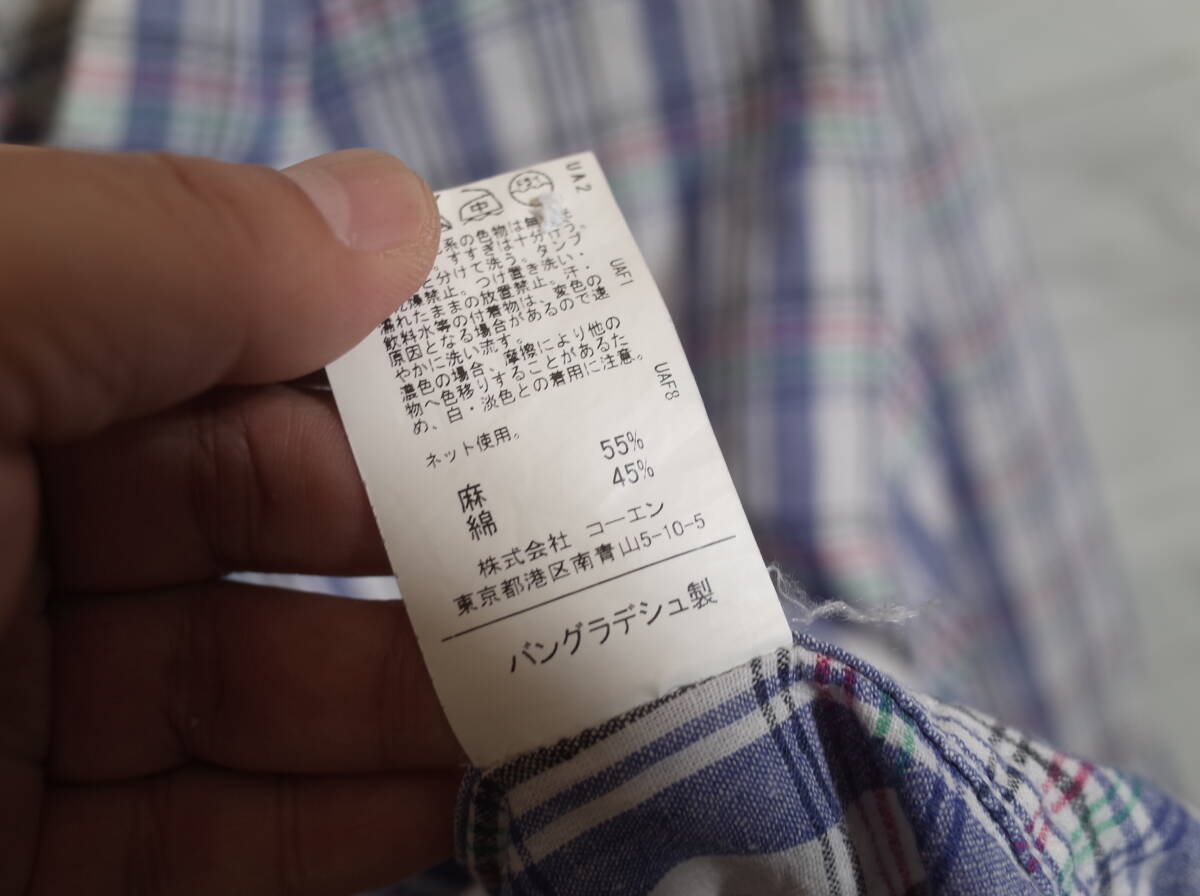 UA2
中
系の色物は無
すすぎは十分行う。
と分けて洗う。タンブ
乾燥禁止。つけ置き洗い・
濡れたままの放置禁止。汗・
飲料水等の付着物は、変色の
原因となる場合があるので速
やかに洗い流す。
濃色の場合、摩擦により他の
物へ色移りすることがあるた
め、白・淡色との着用に注意。
UAF1
UAF8
ネット使用。
麻 55%
綿 45%
株式会社 コーエン
東京都港区南青山5-10-5
バングラデシュ製